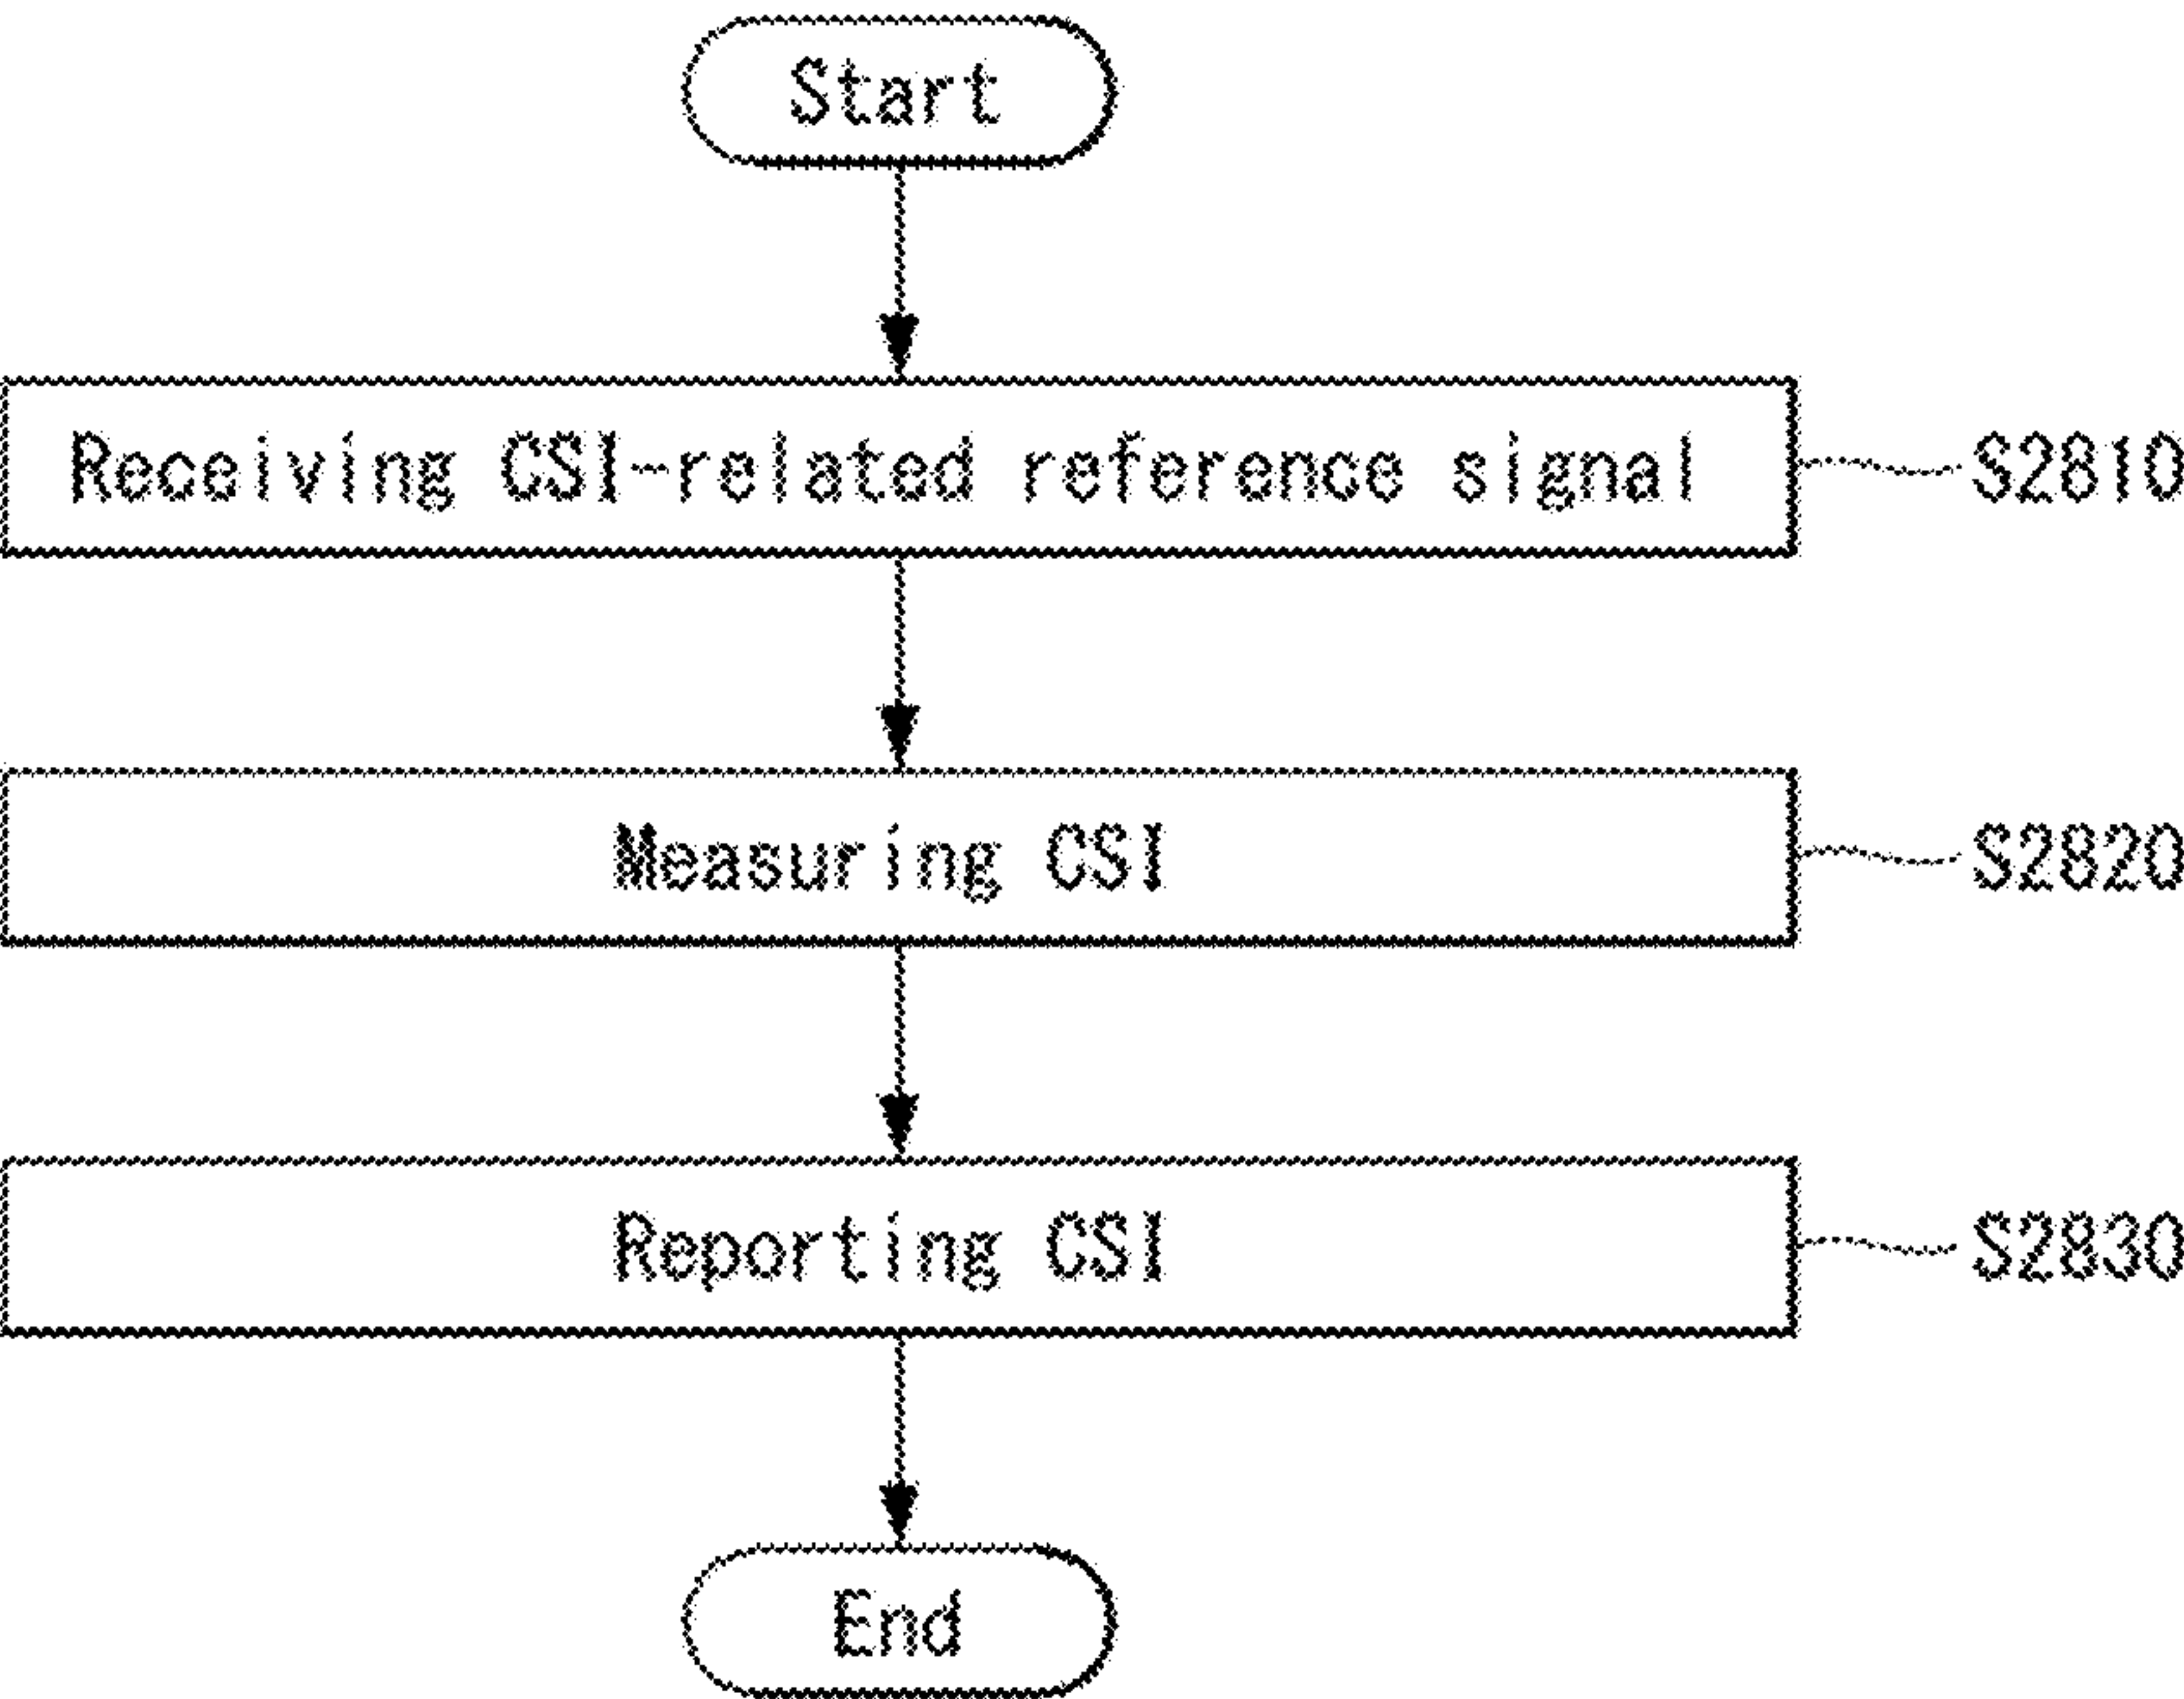 Start
Receiving CSI-related reference signal S2810
Measuring CSI S2820
Reporting CSI S2830
End